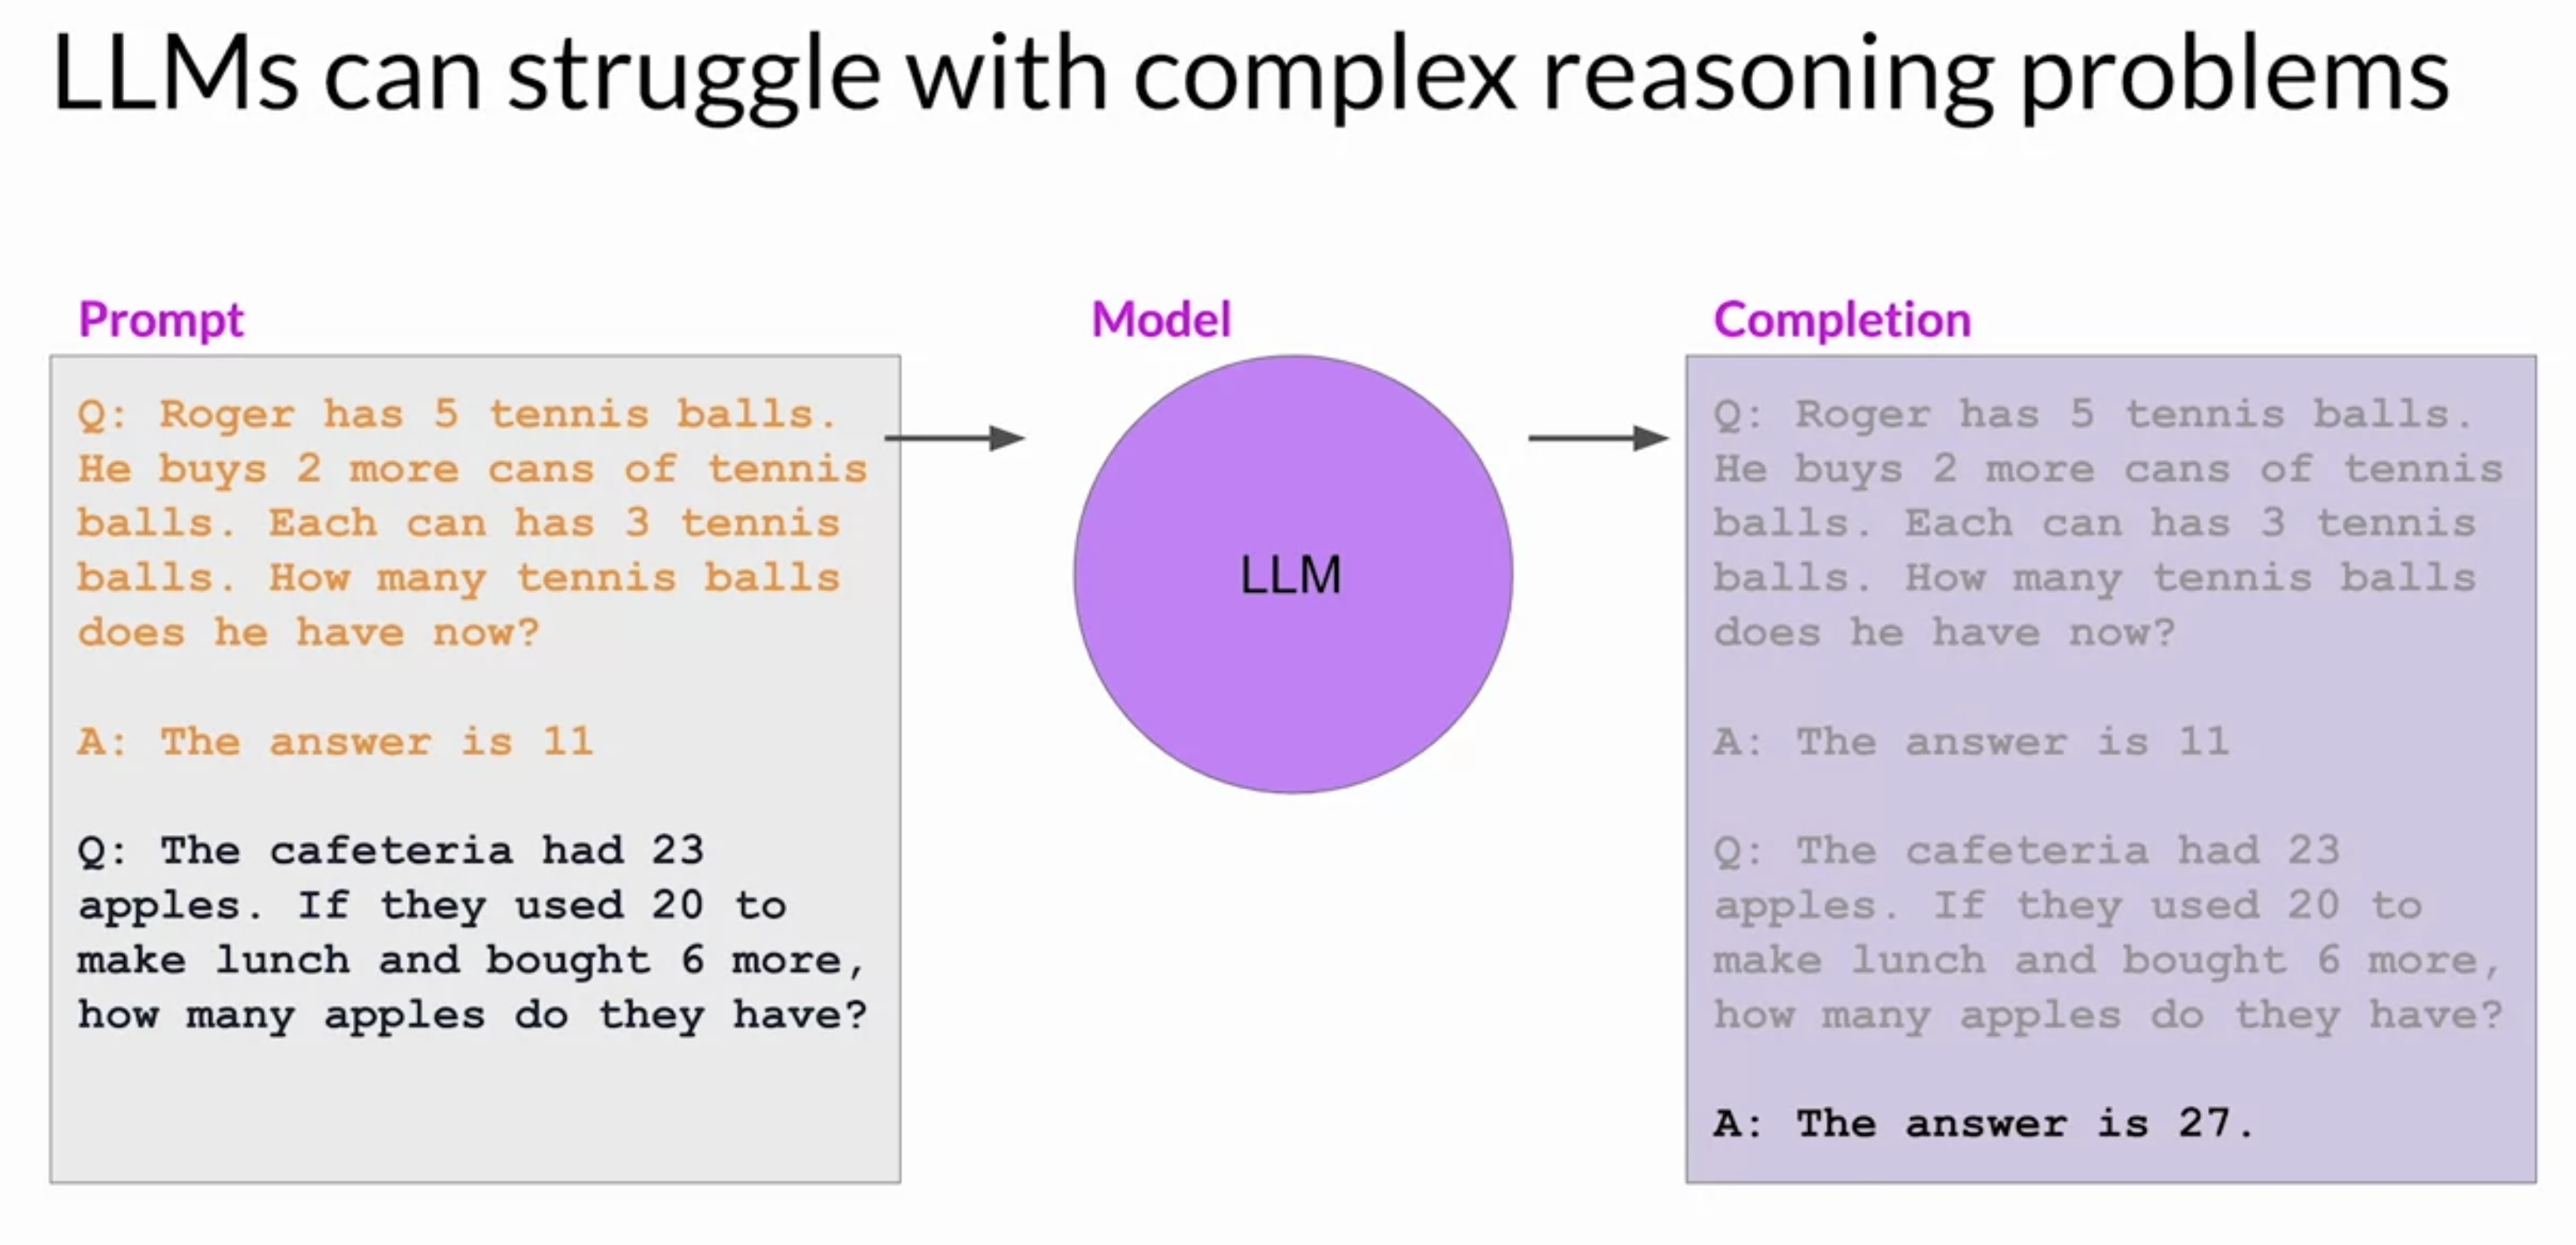 LLMs can struggle with complex reasoning problems
Prompt
Q: Roger has 5 tennis balls.
He buys 2 more cans of tennis
balls. Each can has 3 tennis
balls. How many tennis balls
does he have now?
A: The answer is 11
Q: The cafeteria had 23
apples. If they used 20 to
make lunch and bought 6 more,
how many apples do they have?
Model
LLM
Completion
Q: Roger has 5 tennis balls.
He buys 2 more cans of tennis
balls. Each can has 3 tennis
balls. How many tennis balls
does he have now?
A: The answer is 11
Q: The cafeteria had 23
apples. If they used 20 to
make lunch and bought 6 more,
how many apples do they have?
A: The answer is 27.